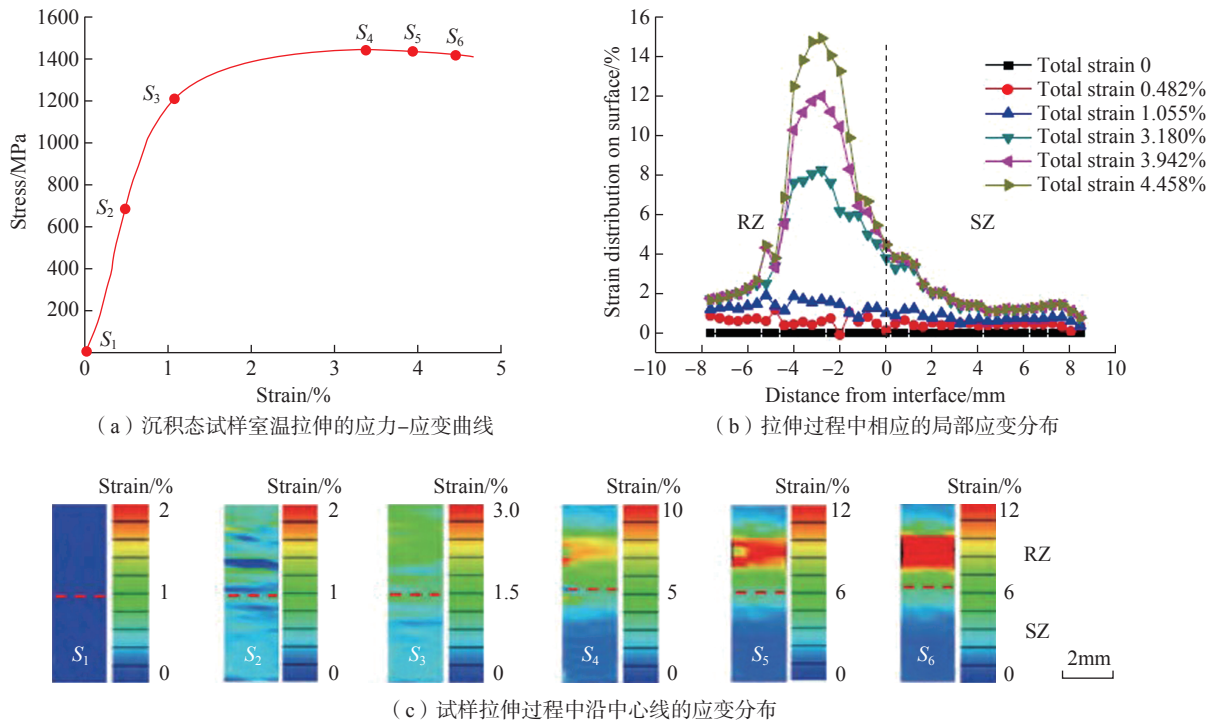 1600
1400
1200
1000
800
600
400
200
0
1
2
3
4
5
Stress/MPa
Strain/%
S1
S2
S3
S4
S5
S6
(a)沉积态试样室温拉伸的应力–应变曲线
16
14
12
10
8
6
4
2
0
−10
−8
−6
−4
−2
0
2
4
6
8
10
Strain distribution on surface/%
Distance from interface/mm
RZ
SZ
Total strain 0
Total strain 0.482%
Total strain 1.055%
Total strain 3.180%
Total strain 3.942%
Total strain 4.458%
(b)拉伸过程中相应的局部应变分布
Strain/%
2
1
0
S1
Strain/%
2
1
0
S2
Strain/%
3.0
1.5
0
S3
Strain/%
10
5
0
S4
Strain/%
12
6
0
S5
Strain/%
12
6
0
S6
RZ
SZ
2mm
(c)试样拉伸过程中沿中心线的应变分布